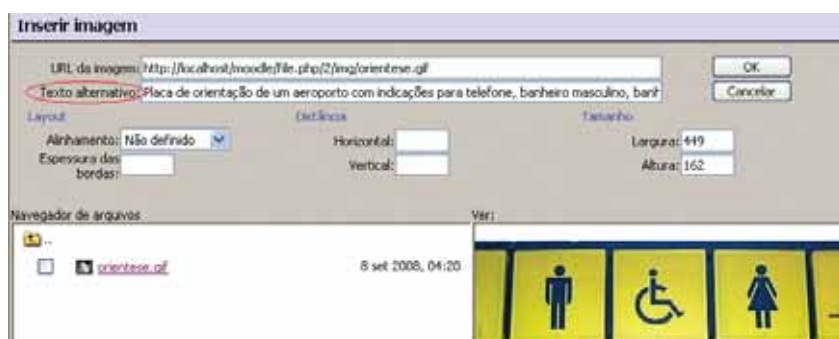 Inserir imagem
URL da imagem: http://localhost/moodle/file.php/2/img/orientese.gif OK
Texto alternativo: Placa de orientação de um aeroporto com indicações para telefone, banheiro masculino, banh Cancelar
Layout Distância Tamanho
Alinhamento: Não definido Horizontal: Largura: 449
Espessura das bordas: Vertical: Altura: 162
Navegador de arquivos Ver:
..
orientese.gif 8 set 2008, 04:20